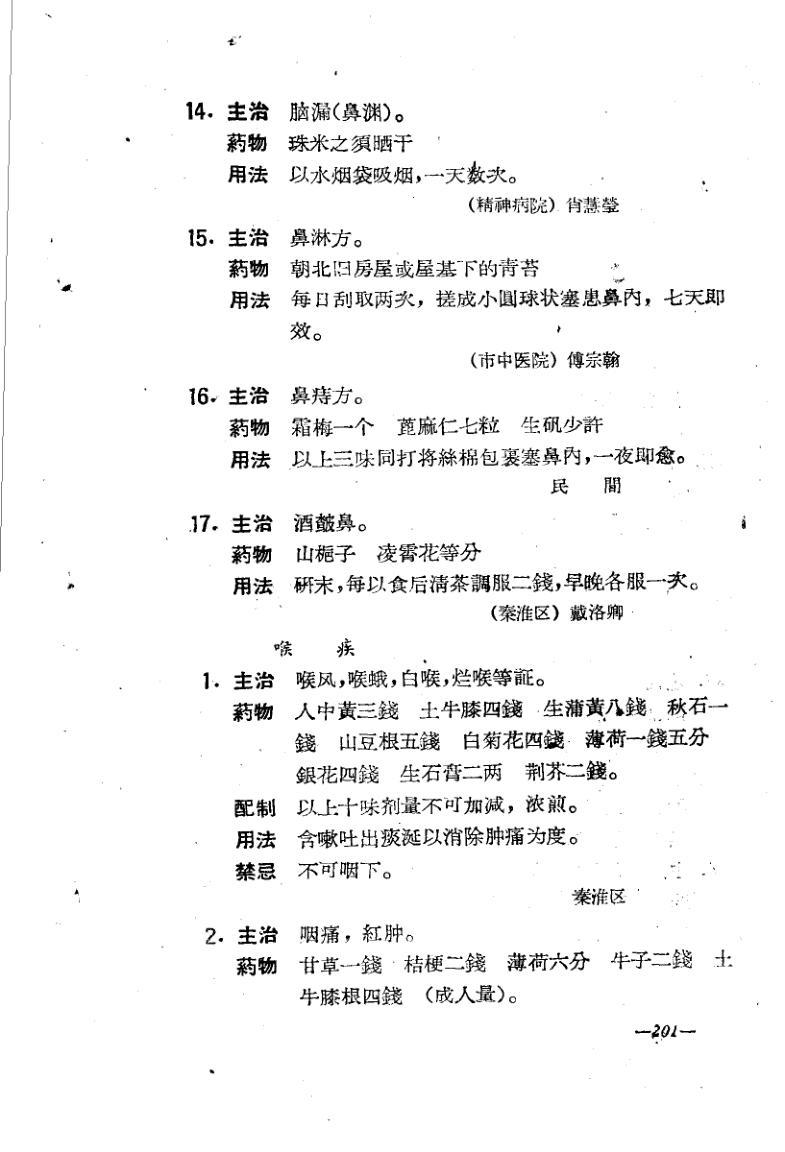 14. 主治 脑漏(鼻渊)。
葯物 珠米之須晒干
用法 以水烟袋吸烟,一天数次。
(精神病院) 肖慧瑩
15. 主治 鼻淋方。
葯物 朝北旧房屋或屋基下的青苔
用法 每日刮取两次，搓成小圓球状塞患鼻內，七天即
效。
(市中医院) 傅宗翰
16. 主治 鼻痔方。
葯物 霜梅一个 蓖麻仁七粒 生矾少許
用法 以上三味同打将絲棉包裹塞鼻內,一夜即愈。
民 間
17. 主治 酒皶鼻。
葯物 山梔子 凌霄花等分
用法 研末,每以食后清茶調服二錢,早晚各服一次。
(秦淮区) 戴洛卿
喉 疾
1. 主治 喉风,喉蛾,白喉,烂喉等証。
葯物 人中黃三錢 土牛膝四錢 生蒲黃八錢 秋石一
錢 山豆根五錢 白菊花四錢 薄荷一錢五分
銀花四錢 生石膏二两 荆芥二錢。
配制 以上十味剂量不可加减，浓煎。
用法 含嗽吐出痰涎以消除肿痛为度。
禁忌 不可咽下。
秦淮区
2. 主治 咽痛，紅肿。
葯物 甘草一錢 桔梗二錢 薄荷六分 牛子二錢 土
牛膝根四錢 (成人量)。
—201—